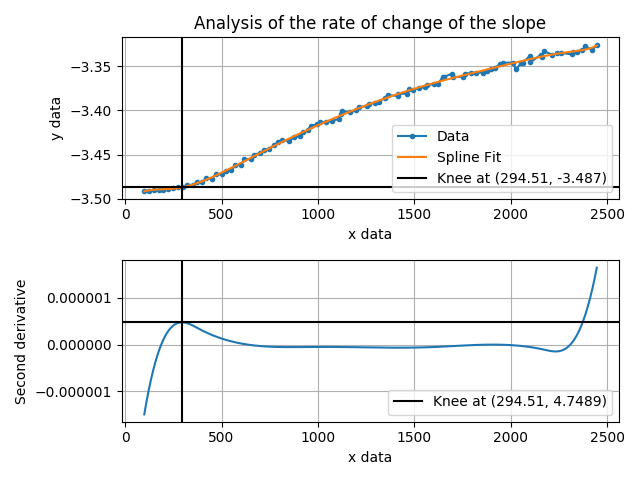 Analysis of the rate of change of the slope
y data
−3.35
−3.40
−3.45
−3.50
Data
Spline Fit
Knee at (294.51, -3.487)
0 500 1000 1500 2000 2500
x data
Second derivative
0.000001
0.000000
−0.000001
Knee at (294.51, 4.7489)
0 500 1000 1500 2000 2500
x data